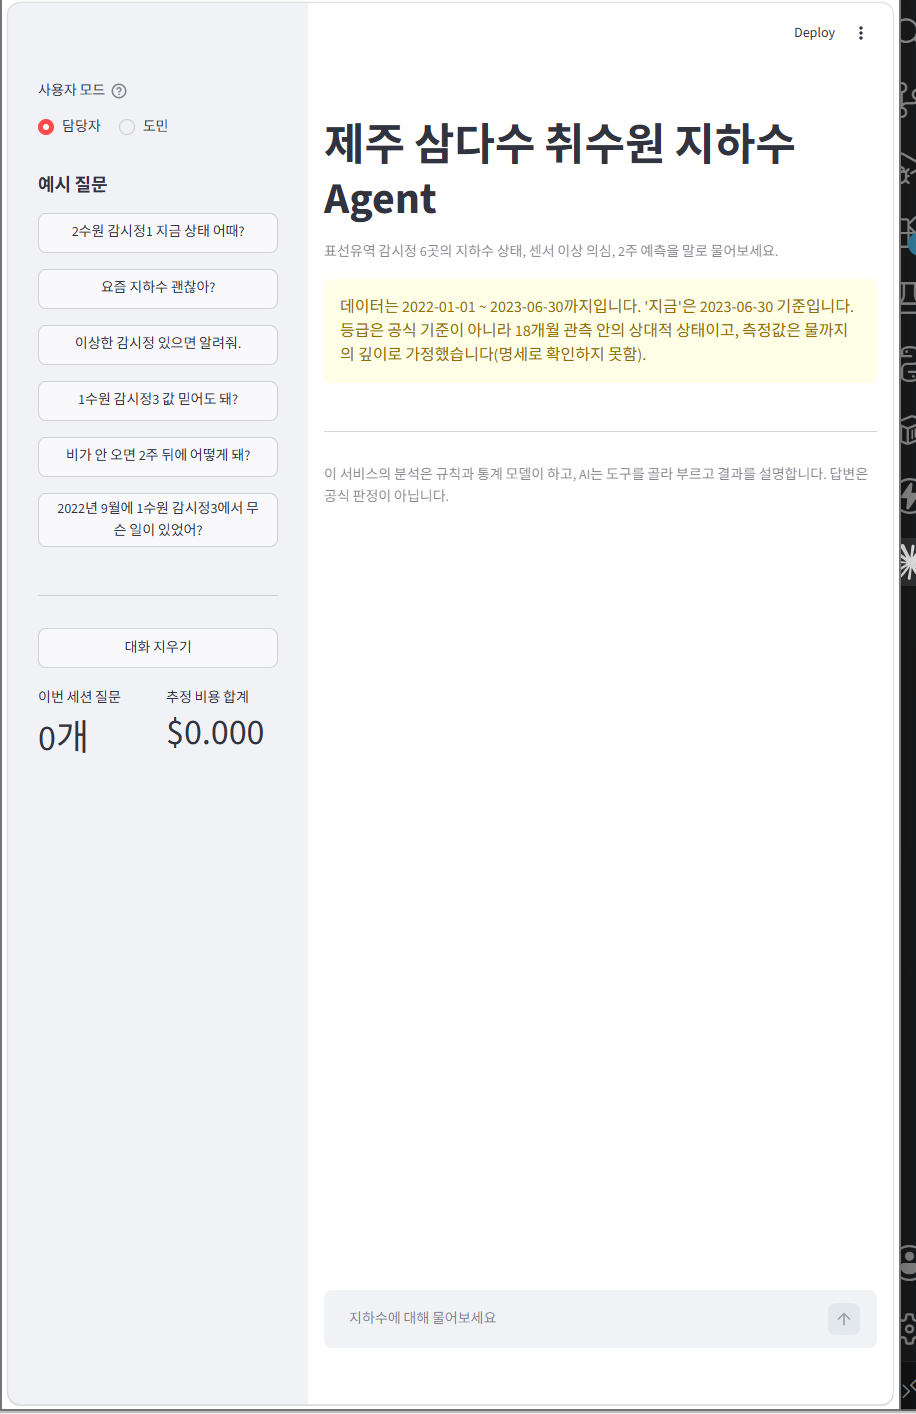 Deploy
사용자 모드
담당자
도민
예시 질문
2수원 감시정1 지금 상태 어때?
요즘 지하수 괜찮아?
이상한 감시정 있으면 알려줘.
1수원 감시정3 값 믿어도 돼?
비가 안 오면 2주 뒤에 어떻게 돼?
2022년 9월에 1수원 감시정3에서 무
슨 일이 있었어?
대화 지우기
이번 세션 질문
0개
추정 비용 합계
$0.000
제주 삼다수 취수원 지하수
Agent
표선유역 감시정 6곳의 지하수 상태, 센서 이상 의심, 2주 예측을 말로 물어보세요.
데이터는 2022-01-01 ~ 2023-06-30까지입니다. '지금'은 2023-06-30 기준입니다.
등급은 공식 기준이 아니라 18개월 관측 안의 상대적 상태이고, 측정값은 물까지
의 깊이로 가정했습니다(명세로 확인하지 못함).
이 서비스의 분석은 규칙과 통계 모델이 하고, AI는 도구를 골라 부르고 결과를 설명합니다. 답변은
공식 판정이 아닙니다.
지하수에 대해 물어보세요